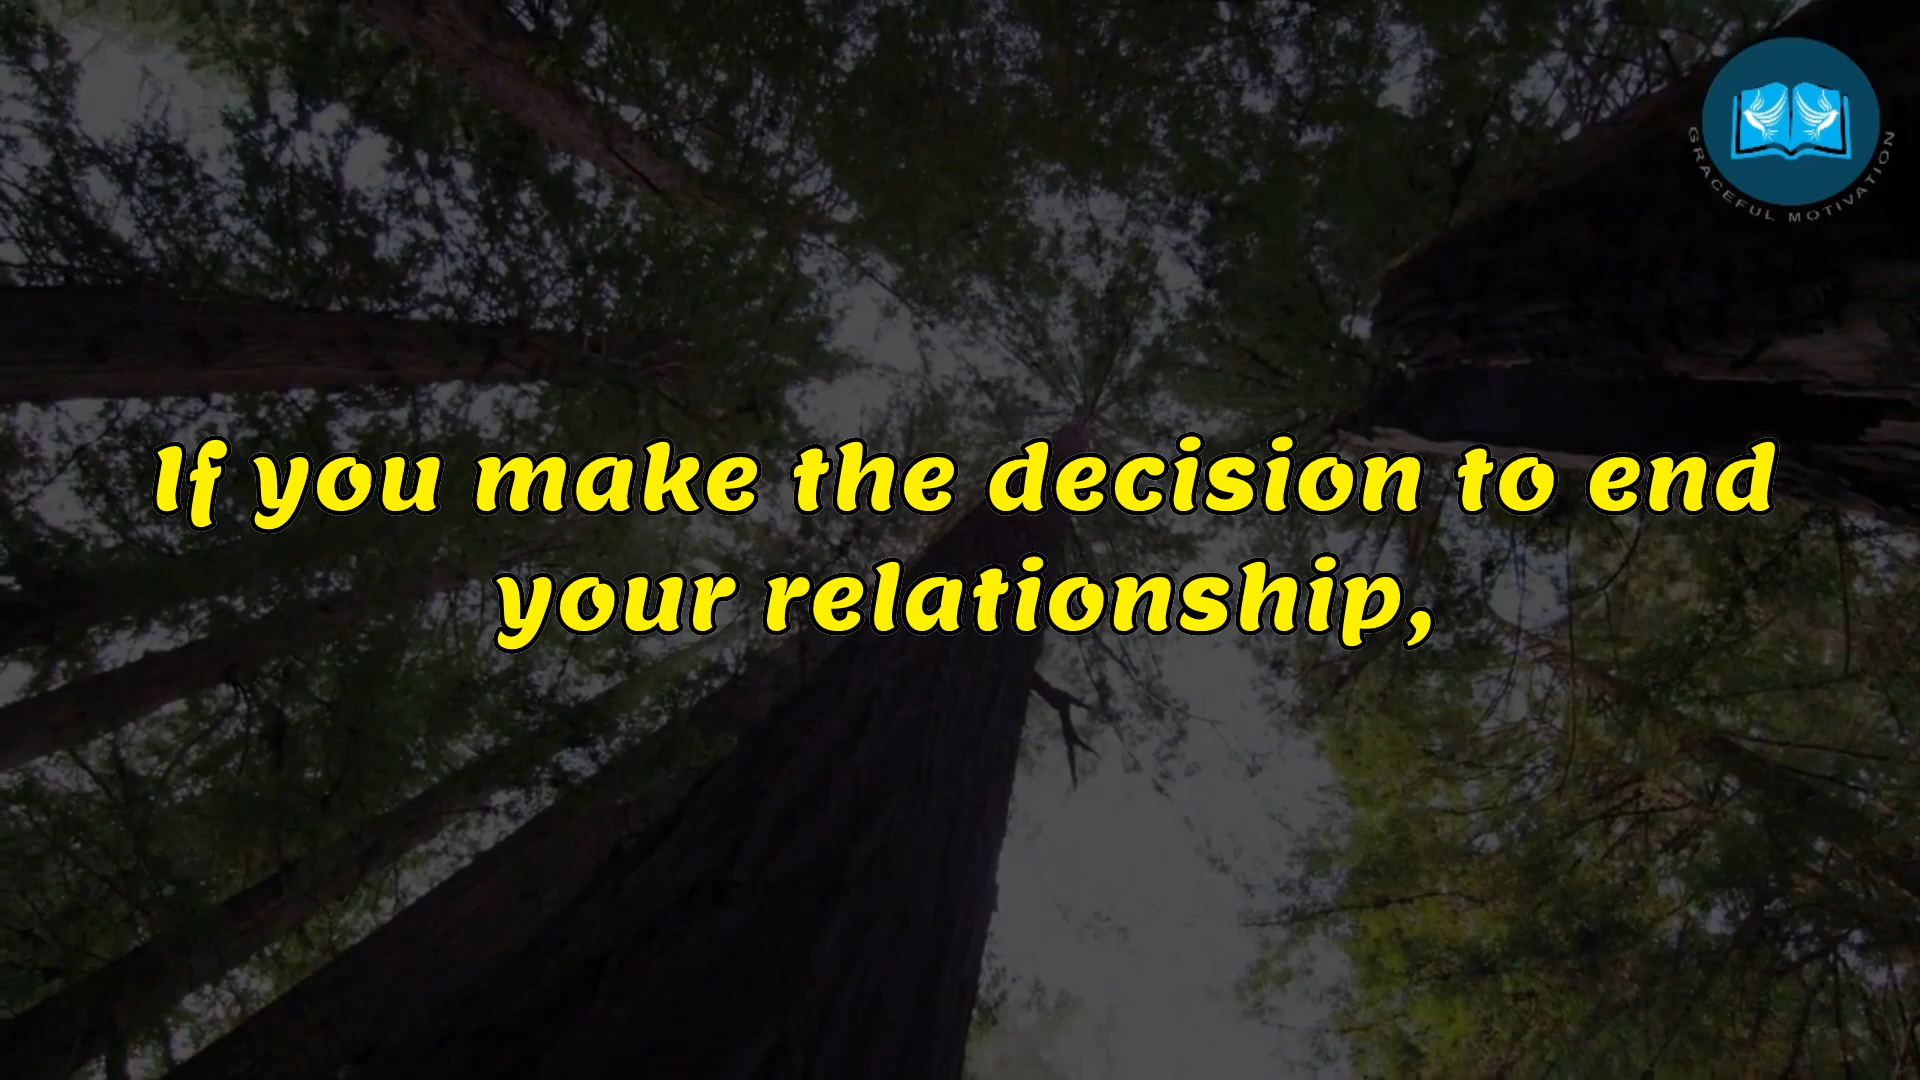 GRACEFUL MOTIVATION
If you make the decision to end
your relationship,